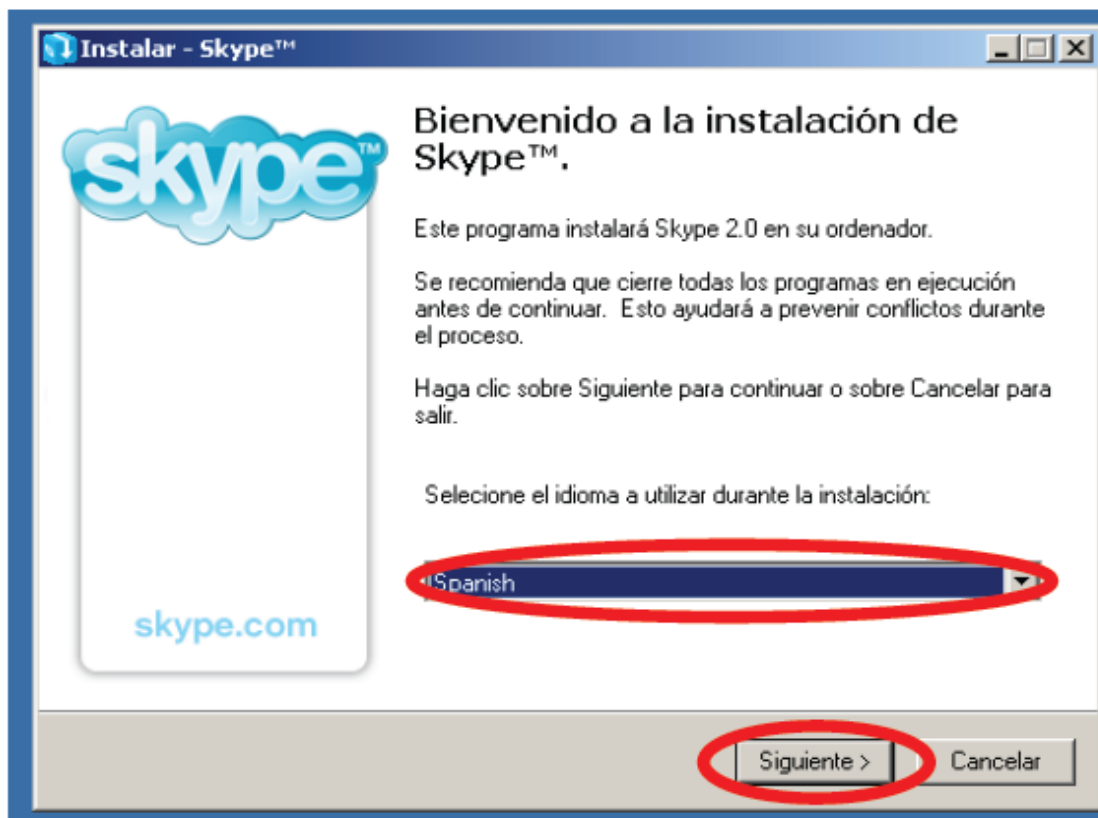 Instalar - Skype™
skype™
Bienvenido a la instalación de
Skype™.
Este programa instalará Skype 2.0 en su ordenador.
Se recomienda que cierre todas los programas en ejecución
antes de continuar. Esto ayudará a prevenir conflictos durante
el proceso.
Haga clic sobre Siguiente para continuar o sobre Cancelar para
salir.
Selecione el idioma a utilizar durante la instalación:
Spanish
skype.com
Siguiente >
Cancelar